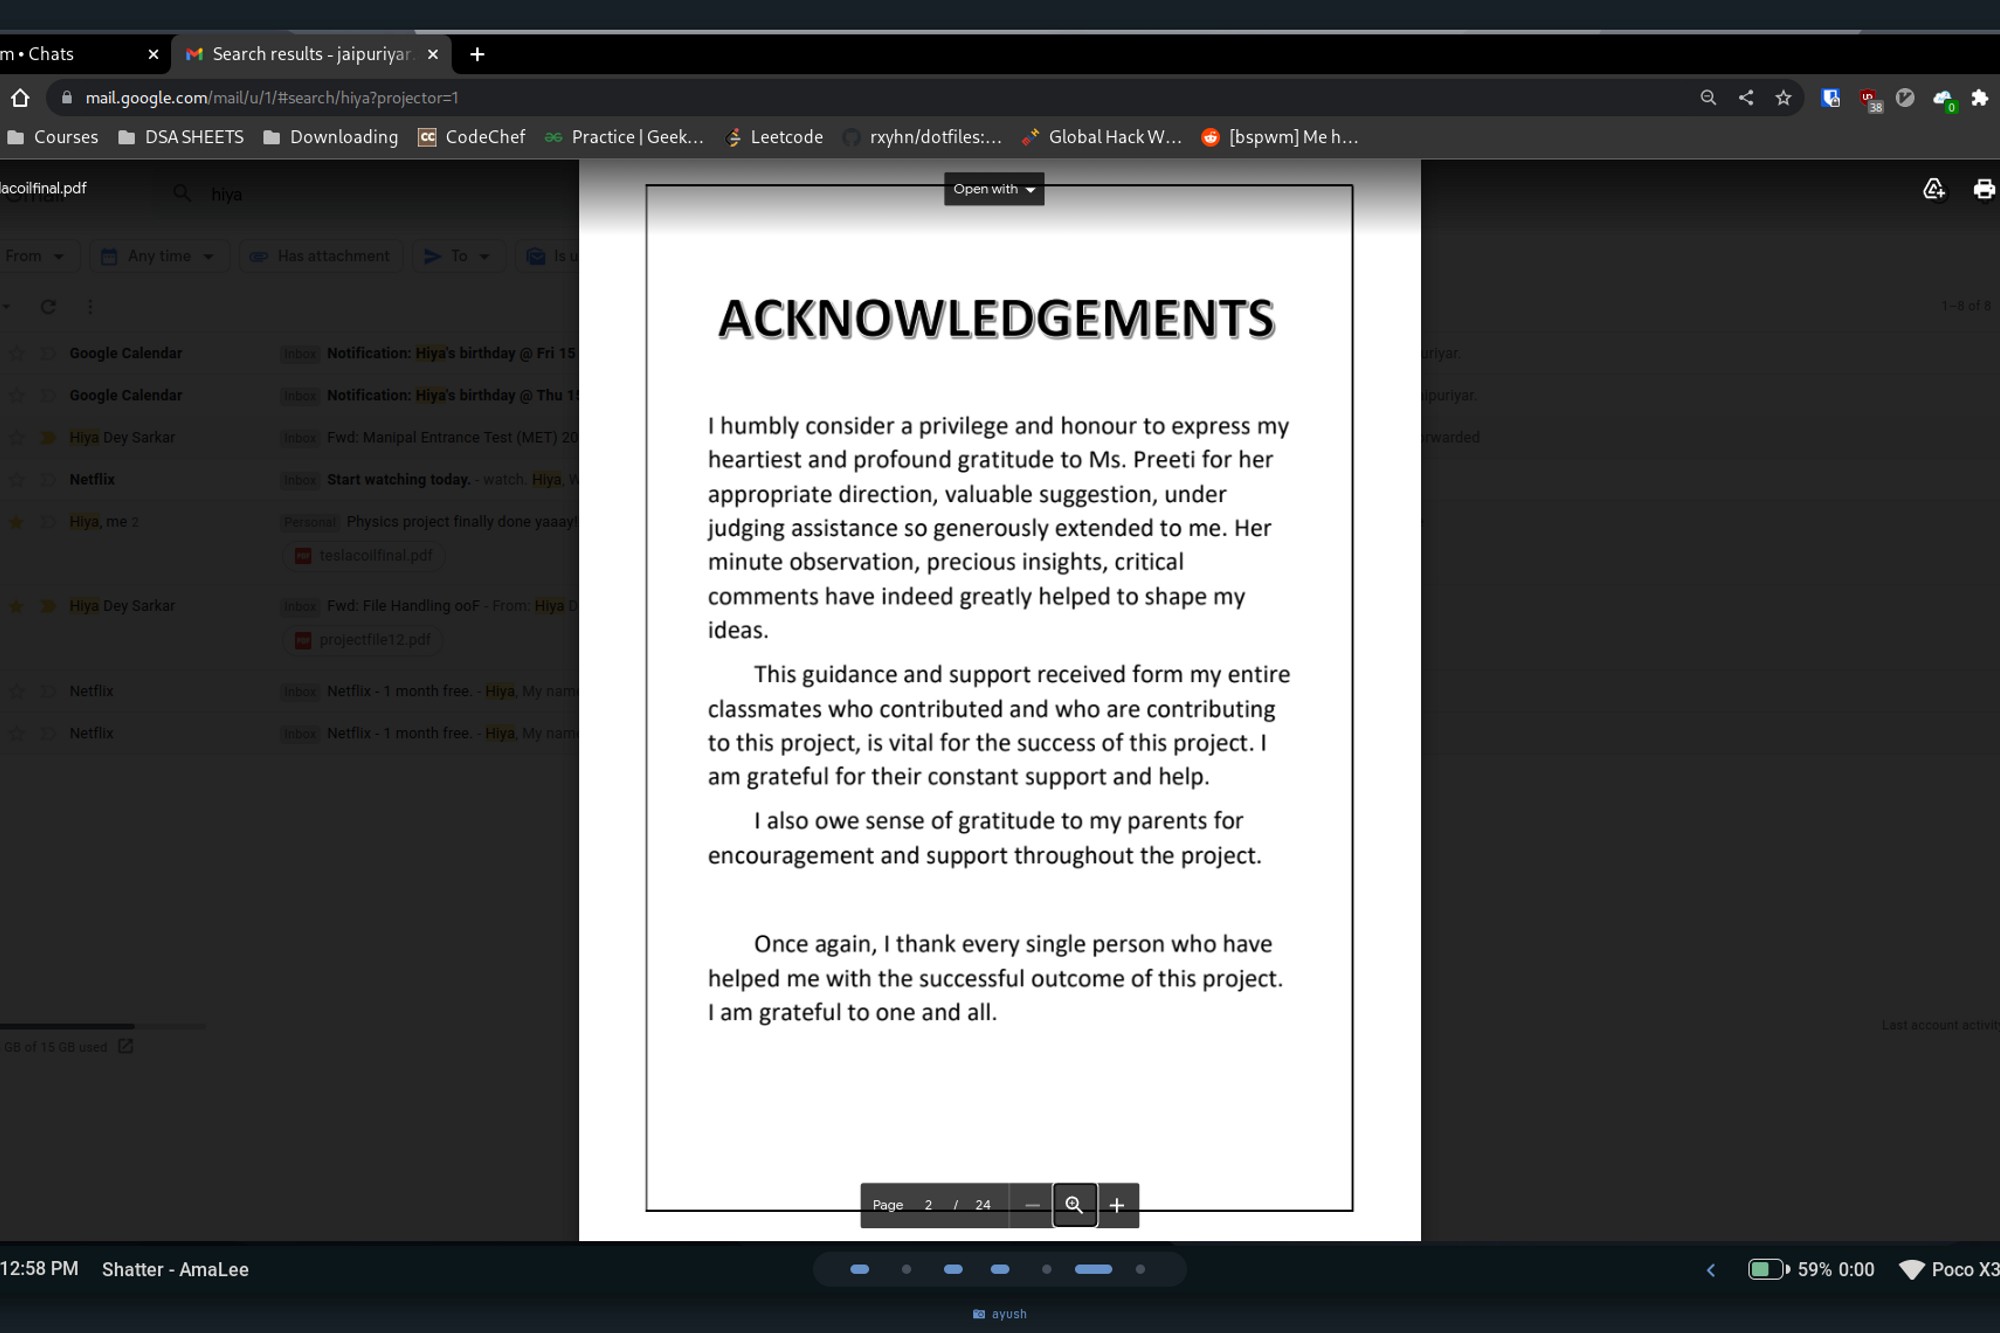 m • Chats
Search results - jaipuriyar
mail.google.com/mail/u/1/#search/hiya?projector=1
38
0
Courses
DSA SHEETS
Downloading
CodeChef
Practice | Geek...
Leetcode
rxyhn/dotfiles:...
Global Hack W...
[bspwm] Me h...
lacoilfinal.pdf
hiya
Open with
From
Any time
Has attachment
To
Is u
1–8 of 8
Google Calendar
Inbox Notification: Hiya's birthday @ Fri 15
uriyar.
Google Calendar
Inbox Notification: Hiya's birthday @ Thu 15
ipuriyar.
Hiya Dey Sarkar
Inbox Fwd: Manipal Entrance Test (MET) 20
orwarded
Netflix
Inbox Start watching today. - watch. Hiya, W
Hiya, me 2
Personal Physics project finally done yaaay!
teslacoilfinal.pdf
Hiya Dey Sarkar
Inbox Fwd: File Handling ooF - From: Hiya D
projectfile12.pdf
Netflix
Inbox Netflix - 1 month free. - Hiya, My name
Netflix
Inbox Netflix - 1 month free. - Hiya, My name
GB of 15 GB used
Last account activity
ACKNOWLEDGEMENTS
I humbly consider a privilege and honour to express my
heartiest and profound gratitude to Ms. Preeti for her
appropriate direction, valuable suggestion, under
judging assistance so generously extended to me. Her
minute observation, precious insights, critical
comments have indeed greatly helped to shape my
ideas.
This guidance and support received form my entire
classmates who contributed and who are contributing
to this project, is vital for the success of this project. I
am grateful for their constant support and help.
I also owe sense of gratitude to my parents for
encouragement and support throughout the project.
Once again, I thank every single person who have
helped me with the successful outcome of this project.
I am grateful to one and all.
Page 2 / 24
12:58 PM
Shatter - AmaLee
59% 0:00
Poco X3
ayush